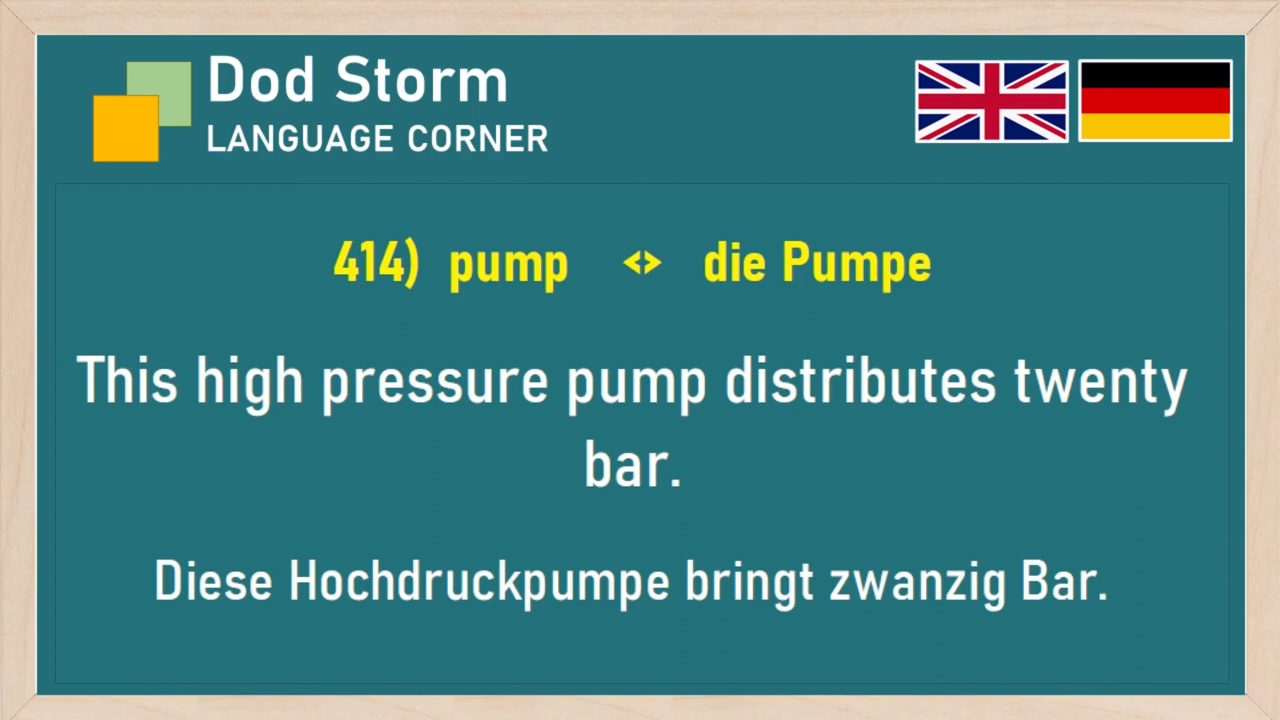 Dod Storm
LANGUAGE CORNER
414) pump <> die Pumpe
This high pressure pump distributes twenty
bar.
Diese Hochdruckpumpe bringt zwanzig Bar.